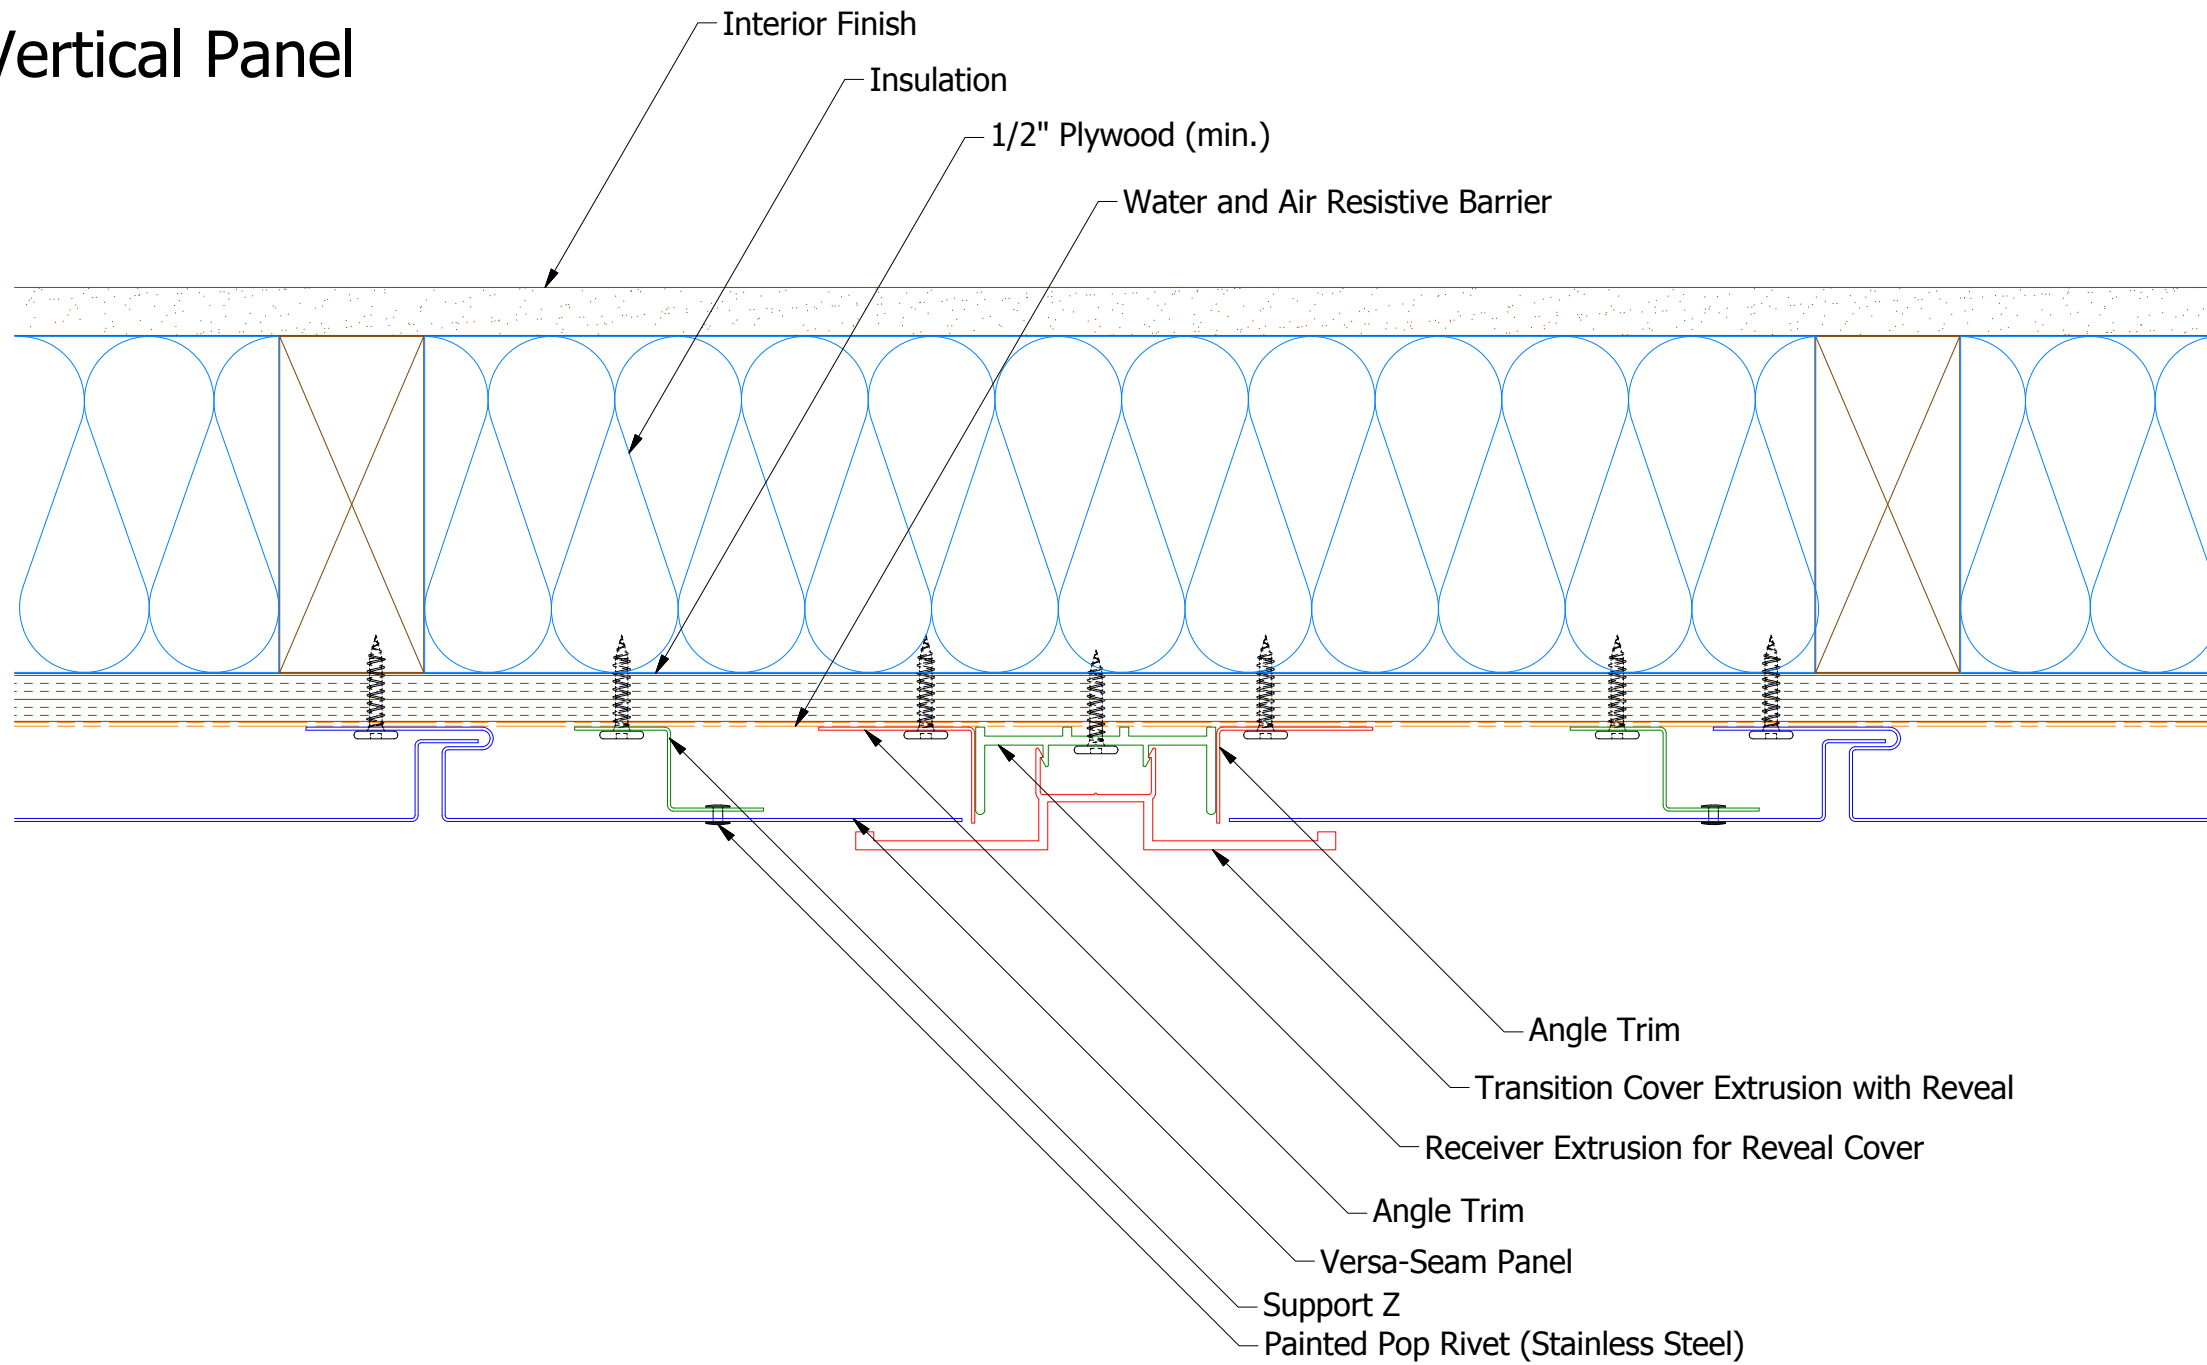 Vertical Panel
Interior Finish
Insulation
1/2" Plywood (min.)
Water and Air Resistive Barrier
Angle Trim
Transition Cover Extrusion with Reveal
Receiver Extrusion for Reveal Cover
Angle Trim
Versa-Seam Panel
Support Z
Painted Pop Rivet (Stainless Steel)